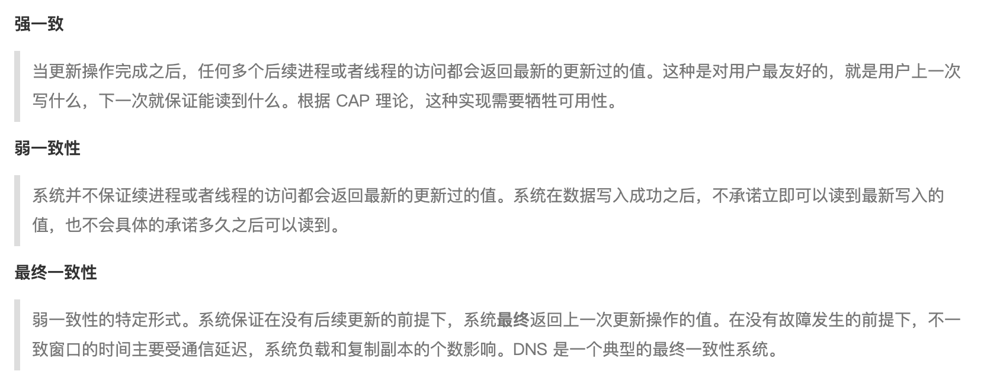 强一致
当更新操作完成之后，任何多个后续进程或者线程的访问都会返回最新的更新过的值。这种是对用户最友好的，就是用户上一次
写什么，下一次就保证能读到什么。根据 CAP 理论，这种实现需要牺牲可用性。
弱一致性
系统并不保证续进程或者线程的访问都会返回最新的更新过的值。系统在数据写入成功之后，不承诺立即可以读到最新写入的
值，也不会具体的承诺多久之后可以读到。
最终一致性
弱一致性的特定形式。系统保证在没有后续更新的前提下，系统最终返回上一次更新操作的值。在没有故障发生的前提下，不一
致窗口的时间主要受通信延迟，系统负载和复制副本的个数影响。DNS 是一个典型的最终一致性系统。